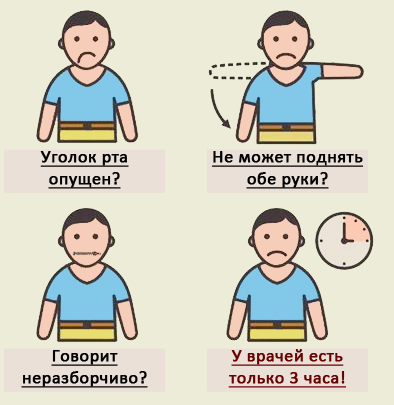 Уголок рта
опущен?
Не может поднять
обе руки?
Говорит
неразборчиво?
У врачей есть
только 3 часа!